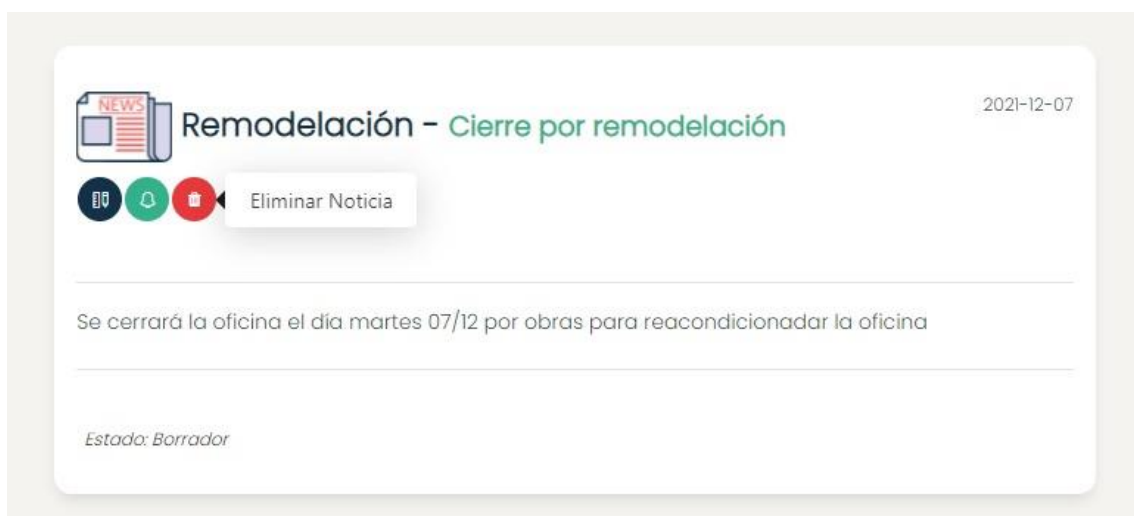 NEWS
Remodelación - Cierre por remodelación
2021-12-07
Eliminar Noticia
Se cerrará la oficina el día martes 07/12 por obras para reacondicionadar la oficina
Estado: Borrador